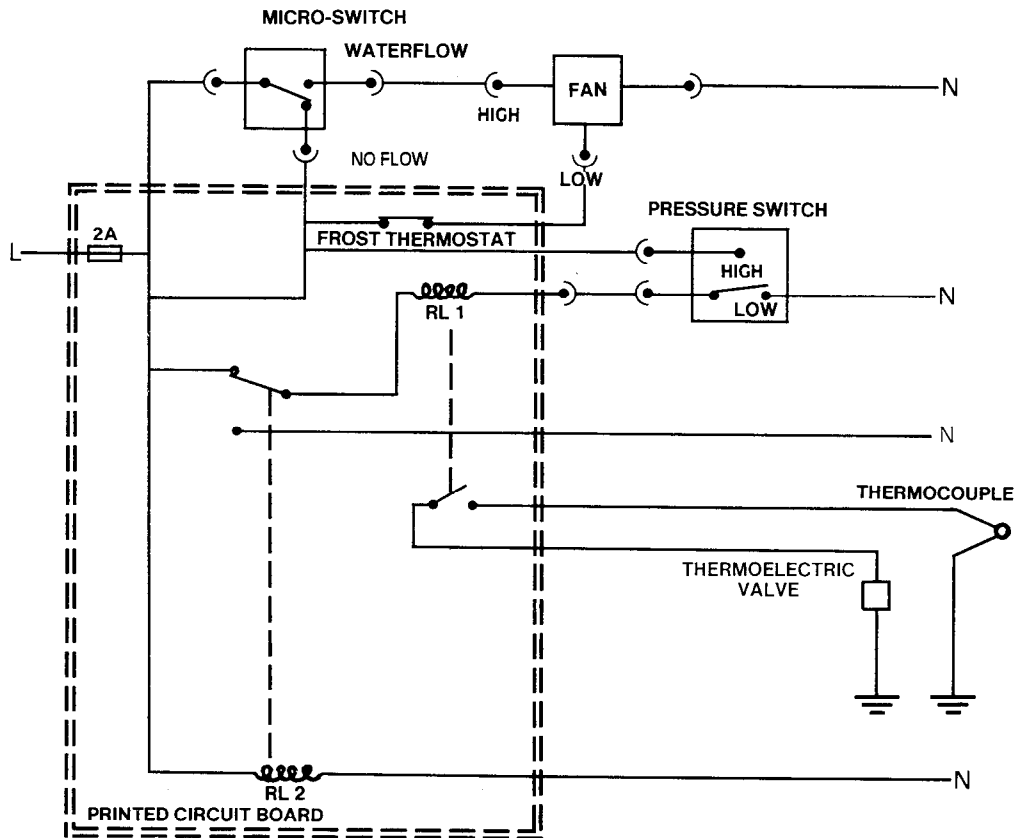 MICRO-SWITCH
WATERFLOW
FAN
N
HIGH
NO FLOW
LOW
PRESSURE SWITCH
2A
L
FROST THERMOSTAT
HIGH
RL 1
LOW
N
N
THERMOCOUPLE
THERMOELECTRIC
VALVE
RL 2
N
PRINTED CIRCUIT BOARD